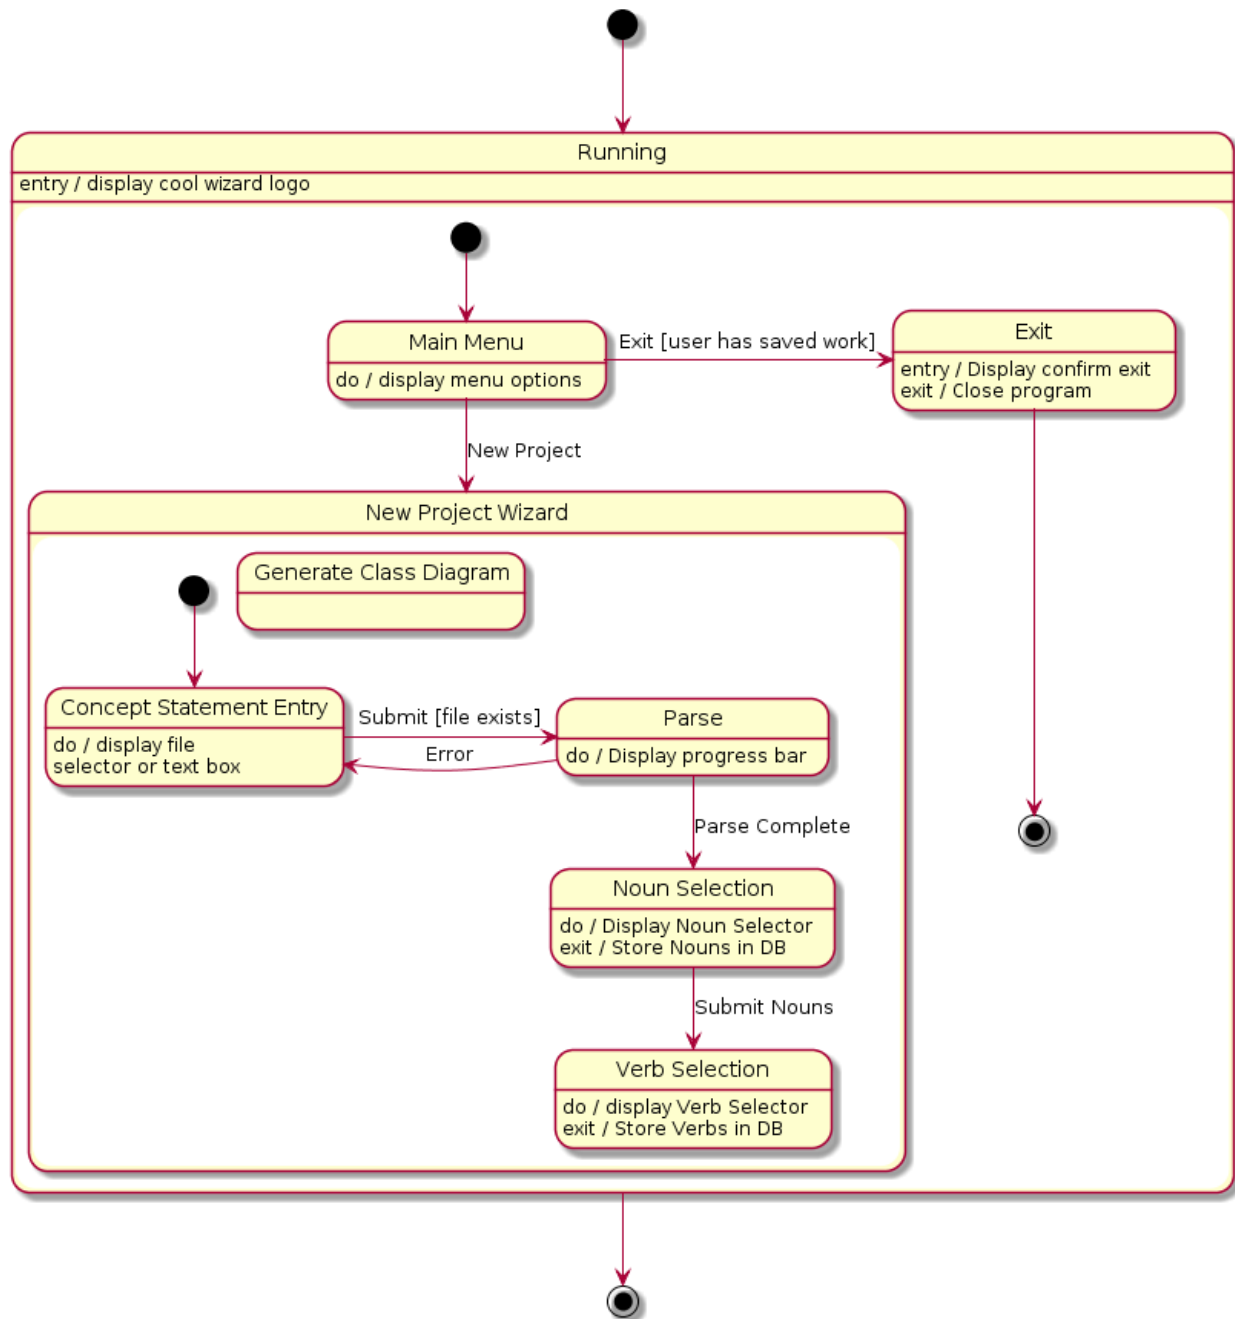 Running
entry / display cool wizard logo
Main Menu
do / display menu options
Exit [user has saved work]
Exit
entry / Display confirm exit
exit / Close program
New Project
New Project Wizard
Generate Class Diagram
Concept Statement Entry
do / display file
selector or text box
Submit [file exists]
Error
Parse
do / Display progress bar
Parse Complete
Noun Selection
do / Display Noun Selector
exit / Store Nouns in DB
Submit Nouns
Verb Selection
do / display Verb Selector
exit / Store Verbs in DB